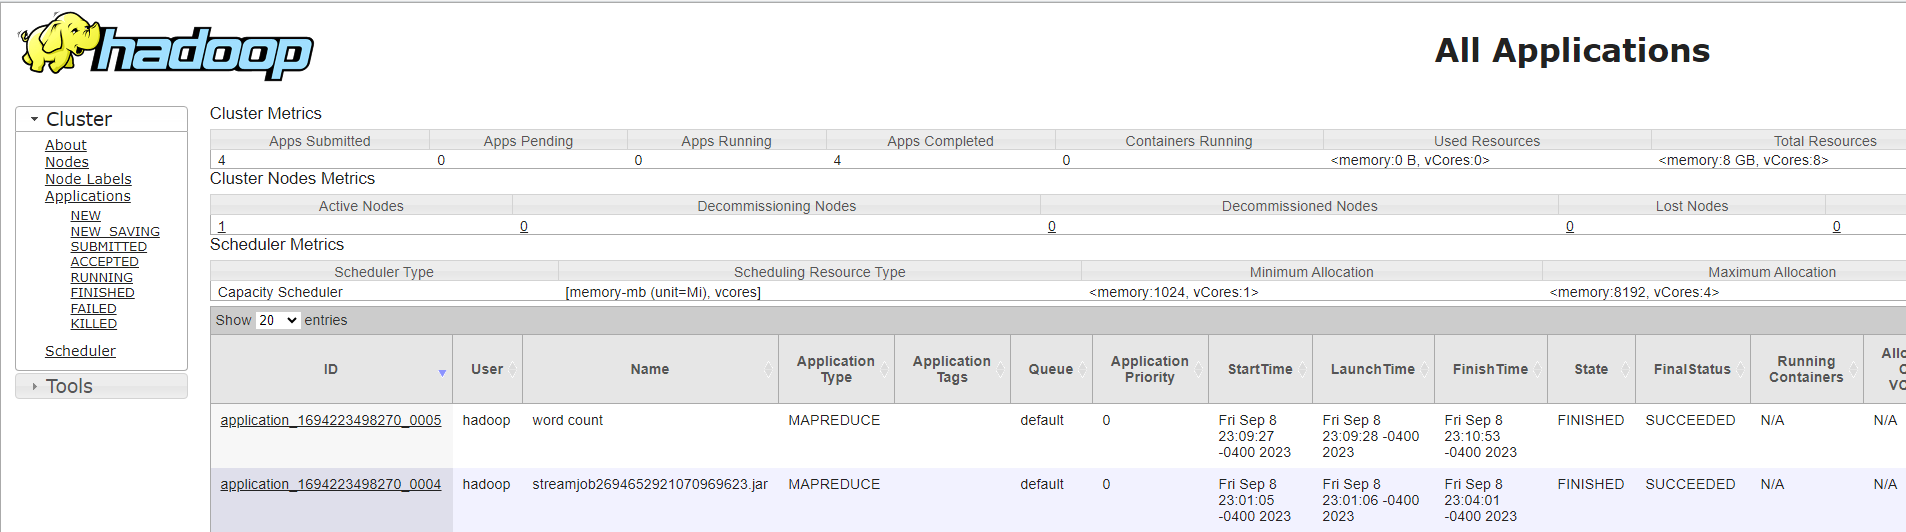 hadoop
All Applications
Cluster
About
Nodes
Node Labels
Applications
NEW
NEW_SAVING
SUBMITTED
ACCEPTED
RUNNING
FINISHED
FAILED
KILLED
Scheduler
Tools
Cluster Metrics
Apps Submitted Apps Pending Apps Running Apps Completed Containers Running Used Resources Total Resources
4 0 0 4 0 <memory:0 B, vCores:0> <memory:8 GB, vCores:8>
Cluster Nodes Metrics
Active Nodes Decommissioning Nodes Decommissioned Nodes Lost Nodes
1 0 0 0 0
Scheduler Metrics
Scheduler Type Scheduling Resource Type Minimum Allocation Maximum Allocation
Capacity Scheduler [memory-mb (unit=Mi), vcores] <memory:1024, vCores:1> <memory:8192, vCores:4>
Show 20 entries
ID User Name Application Type Application Tags Queue Application Priority StartTime LaunchTime FinishTime State FinalStatus Running Containers
application_1694223498270_0005 hadoop word count MAPREDUCE default 0 Fri Sep 8 23:09:27 -0400 2023 Fri Sep 8 23:09:28 -0400 2023 Fri Sep 8 23:10:53 -0400 2023 FINISHED SUCCEEDED N/A N/A
application_1694223498270_0004 hadoop streamjob2694652921070969623.jar MAPREDUCE default 0 Fri Sep 8 23:01:05 -0400 2023 Fri Sep 8 23:01:06 -0400 2023 Fri Sep 8 23:04:01 -0400 2023 FINISHED SUCCEEDED N/A N/A